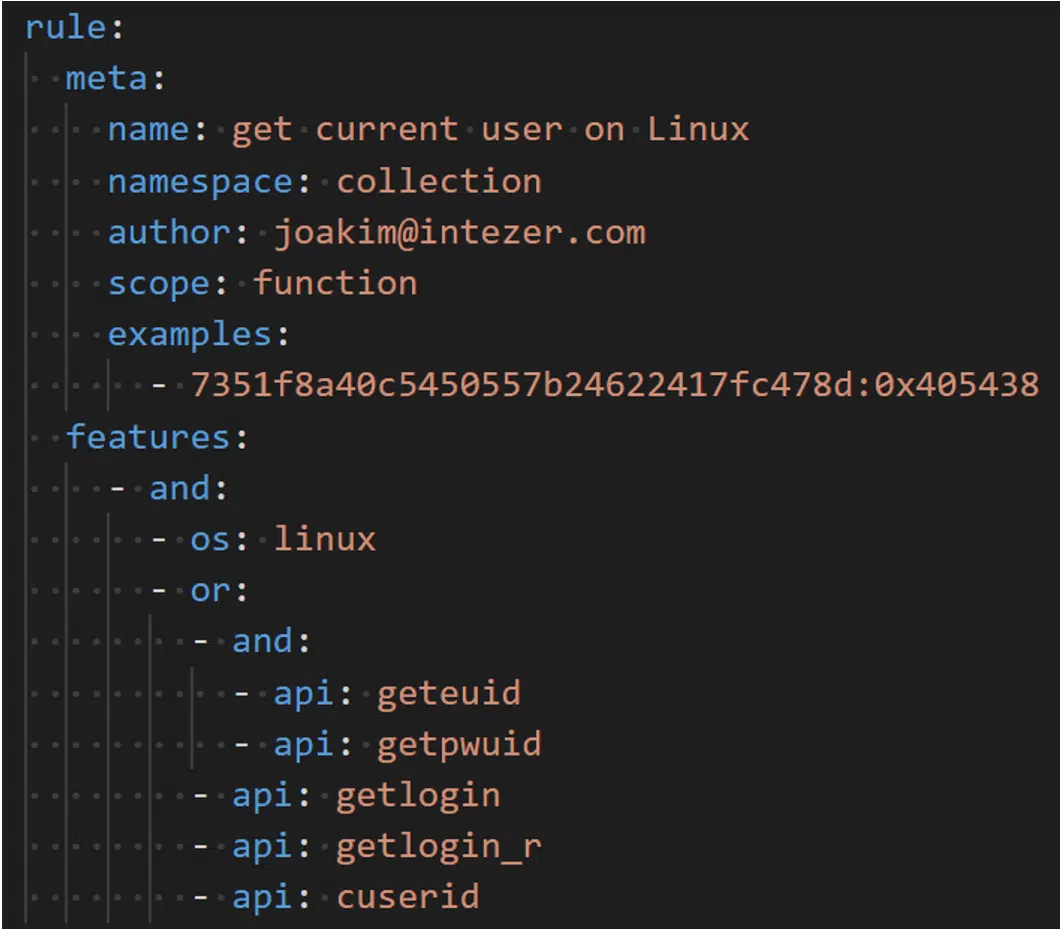 rule:
  meta:
    name: get current user on Linux
    namespace: collection
    author: joakim@intezer.com
    scope: function
    examples:
      - 7351f8a40c5450557b24622417fc478d:0x405438
  features:
    - and:
      - os: linux
      - or:
        - and:
          - api: geteuid
          - api: getpwuid
        - api: getlogin
        - api: getlogin_r
        - api: cuserid